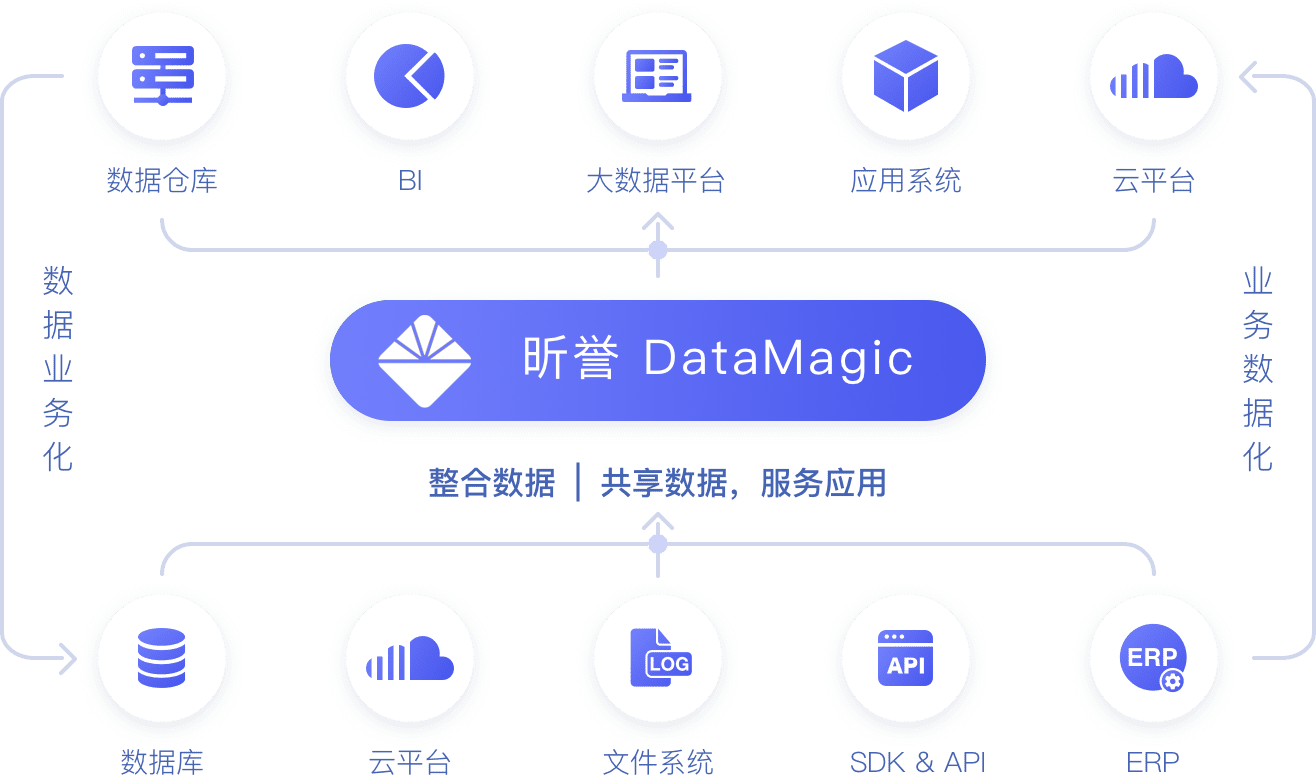 数据仓库
BI
大数据平台
应用系统
云平台
数据业务化
业务数据化
昕誉 DataMagic
整合数据 | 共享数据，服务应用
LOG
API
ERP
数据库
云平台
文件系统
SDK & API
ERP